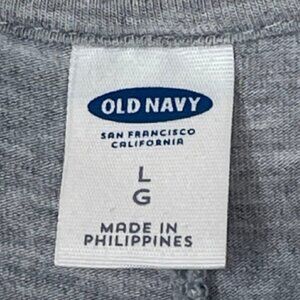 OLD NAVY
SAN FRANCISCO
CALIFORNIA
L
G
MADE IN
PHILIPPINES